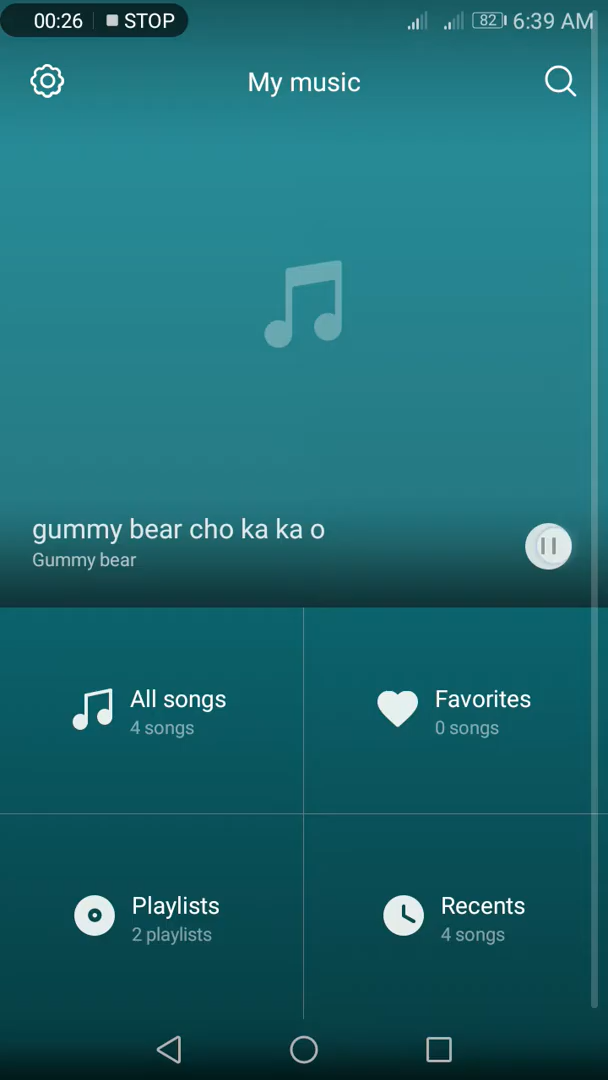 00:26 STOP 82 6:39 AM
My music
gummy bear cho ka ka o
Gummy bear
All songs
4 songs
Favorites
0 songs
Playlists
2 playlists
Recents
4 songs